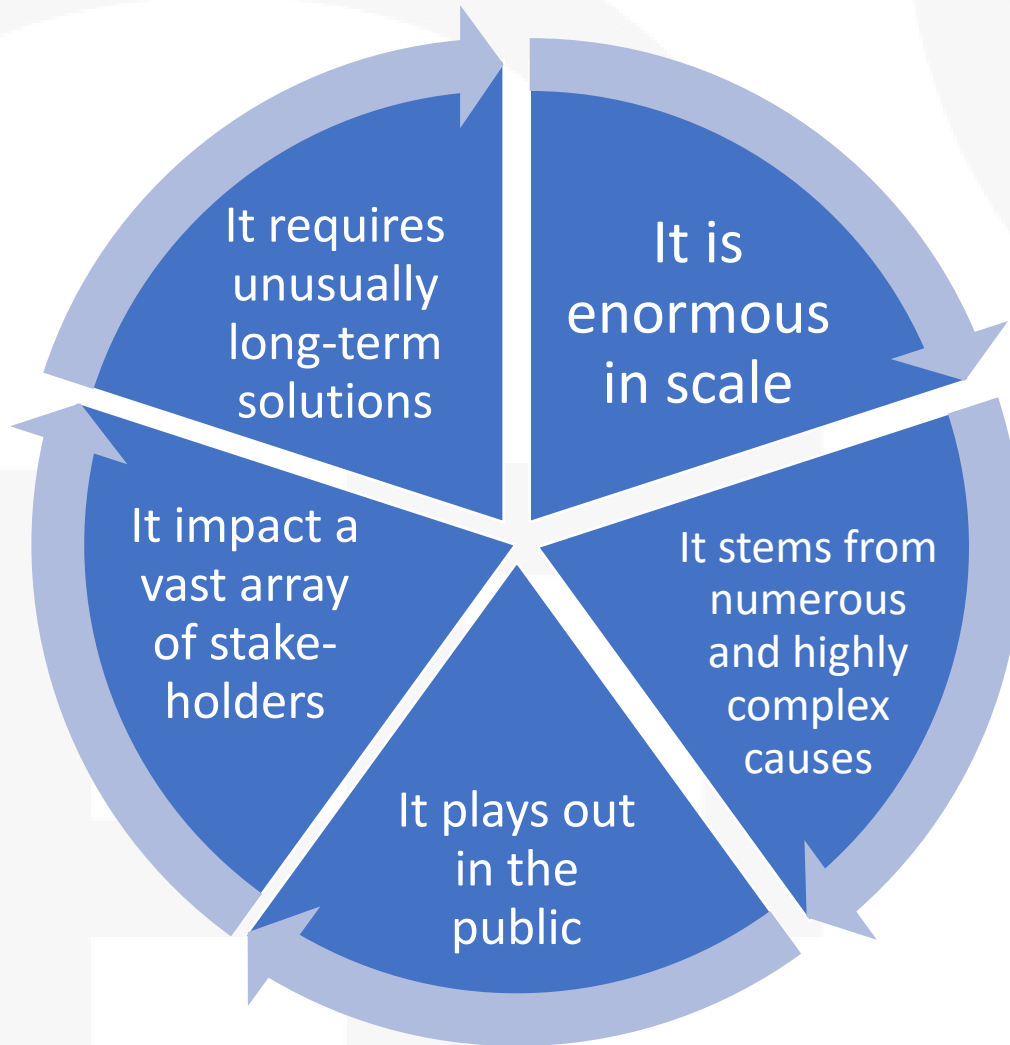 It is
enormous
in scale
It stems from
numerous
and highly
complex
causes
It plays out
in the
public
It impact a
vast array
of stake-
holders
It requires
unusually
long-term
solutions